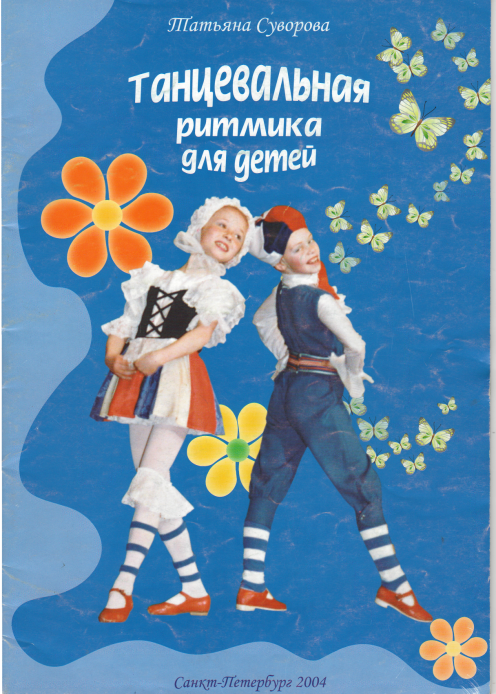 Татьяна Суворова
Танцевальная
ритмика
для детей
Санкт-Петербург 2004